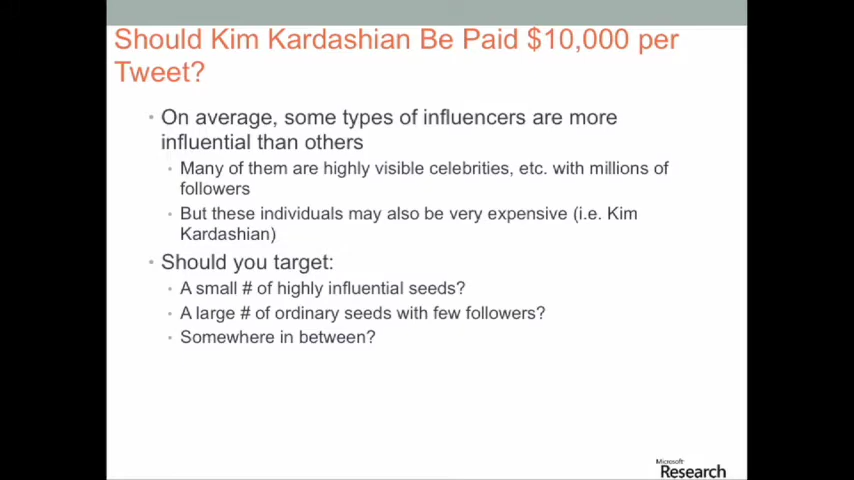 Should Kim Kardashian Be Paid $10,000 per
Tweet?
• On average, some types of influencers are more
influential than others
• Many of them are highly visible celebrities, etc. with millions of
followers
• But these individuals may also be very expensive (i.e. Kim
Kardashian)
• Should you target:
• A small # of highly influential seeds?
• A large # of ordinary seeds with few followers?
• Somewhere in between?
Microsoft
Research